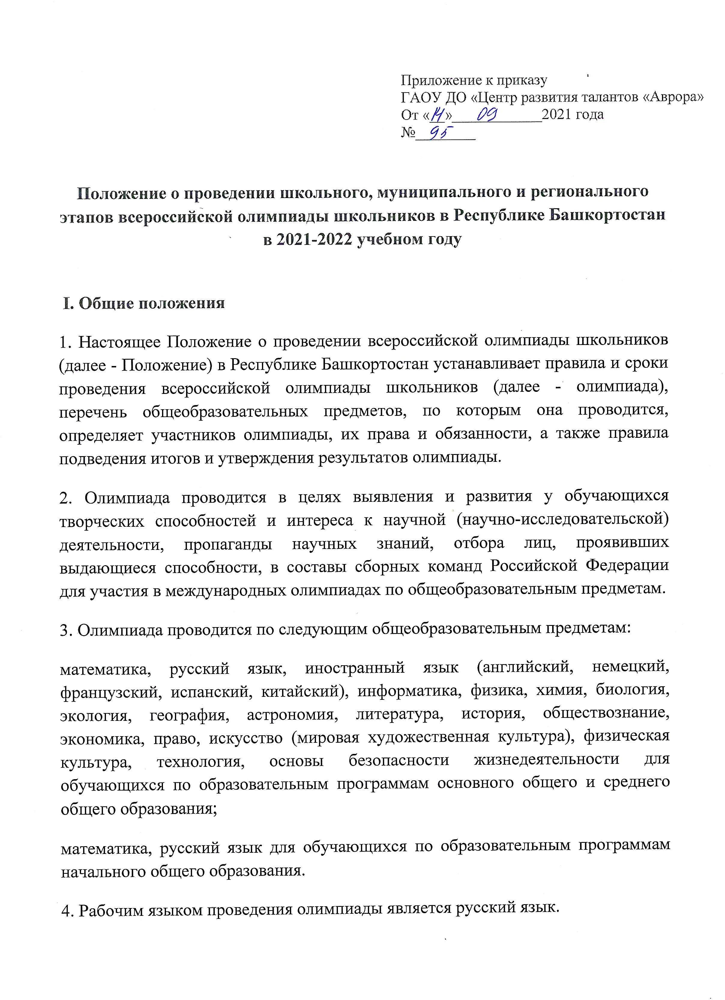 Приложение к приказу
ГАОУ ДО «Центр развития талантов «Аврора»
От «14» 09 2021 года
№ 95
Положение о проведении школьного, муниципального и регионального
этапов всероссийской олимпиады школьников в Республике Башкортостан
в 2021-2022 учебном году
I. Общие положения
1. Настоящее Положение о проведении всероссийской олимпиады школьников
(далее - Положение) в Республике Башкортостан устанавливает правила и сроки
проведения всероссийской олимпиады школьников (далее - олимпиада),
перечень общеобразовательных предметов, по которым она проводится,
определяет участников олимпиады, их права и обязанности, а также правила
подведения итогов и утверждения результатов олимпиады.
2. Олимпиада проводится в целях выявления и развития у обучающихся
творческих способностей и интереса к научной (научно-исследовательской)
деятельности, пропаганды научных знаний, отбора лиц, проявивших
выдающиеся способности, в составы сборных команд Российской Федерации
для участия в международных олимпиадах по общеобразовательным предметам.
3. Олимпиада проводится по следующим общеобразовательным предметам:
математика, русский язык, иностранный язык (английский, немецкий,
французский, испанский, китайский), информатика, физика, химия, биология,
экология, география, астрономия, литература, история, обществознание,
экономика, право, искусство (мировая художественная культура), физическая
культура, технология, основы безопасности жизнедеятельности для
обучающихся по образовательным программам основного общего и среднего
общего образования;
математика, русский язык для обучающихся по образовательным программам
начального общего образования.
4. Рабочим языком проведения олимпиады является русский язык.